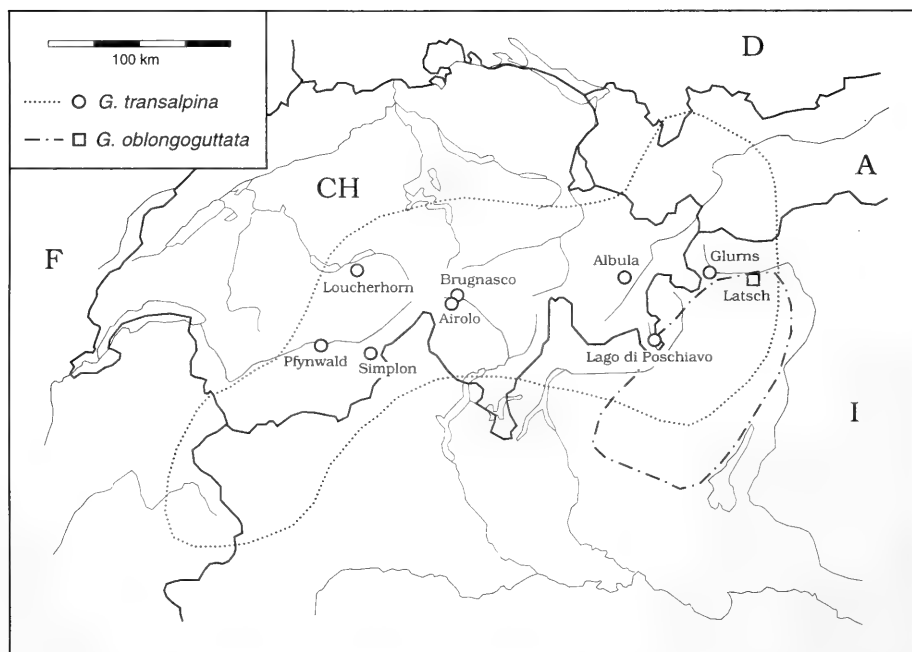 100 km
G. transalpina
G. oblongoguttata
D
CH
A
F
Loucherhorn
Brugnasco
Airolo
Albula
Glurns
Latsch
Pfynwald
Simplon
Lago di Poschiavo
I